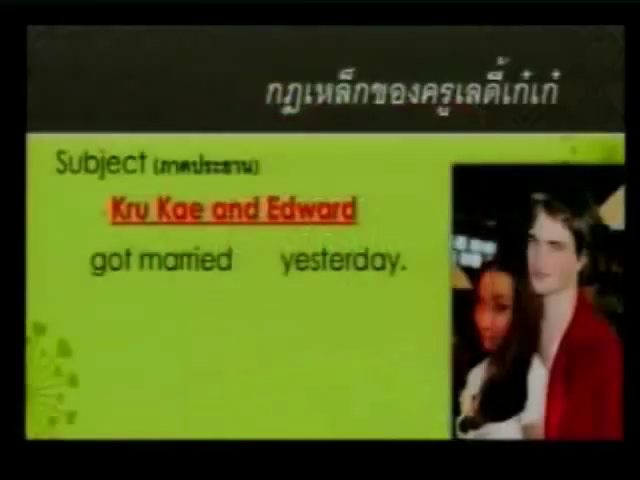 กฎเหล็กของครูเลดี้เก๋เก๋
Subject (ภาคประธาน)
Kru Kae and Edward
got married yesterday.